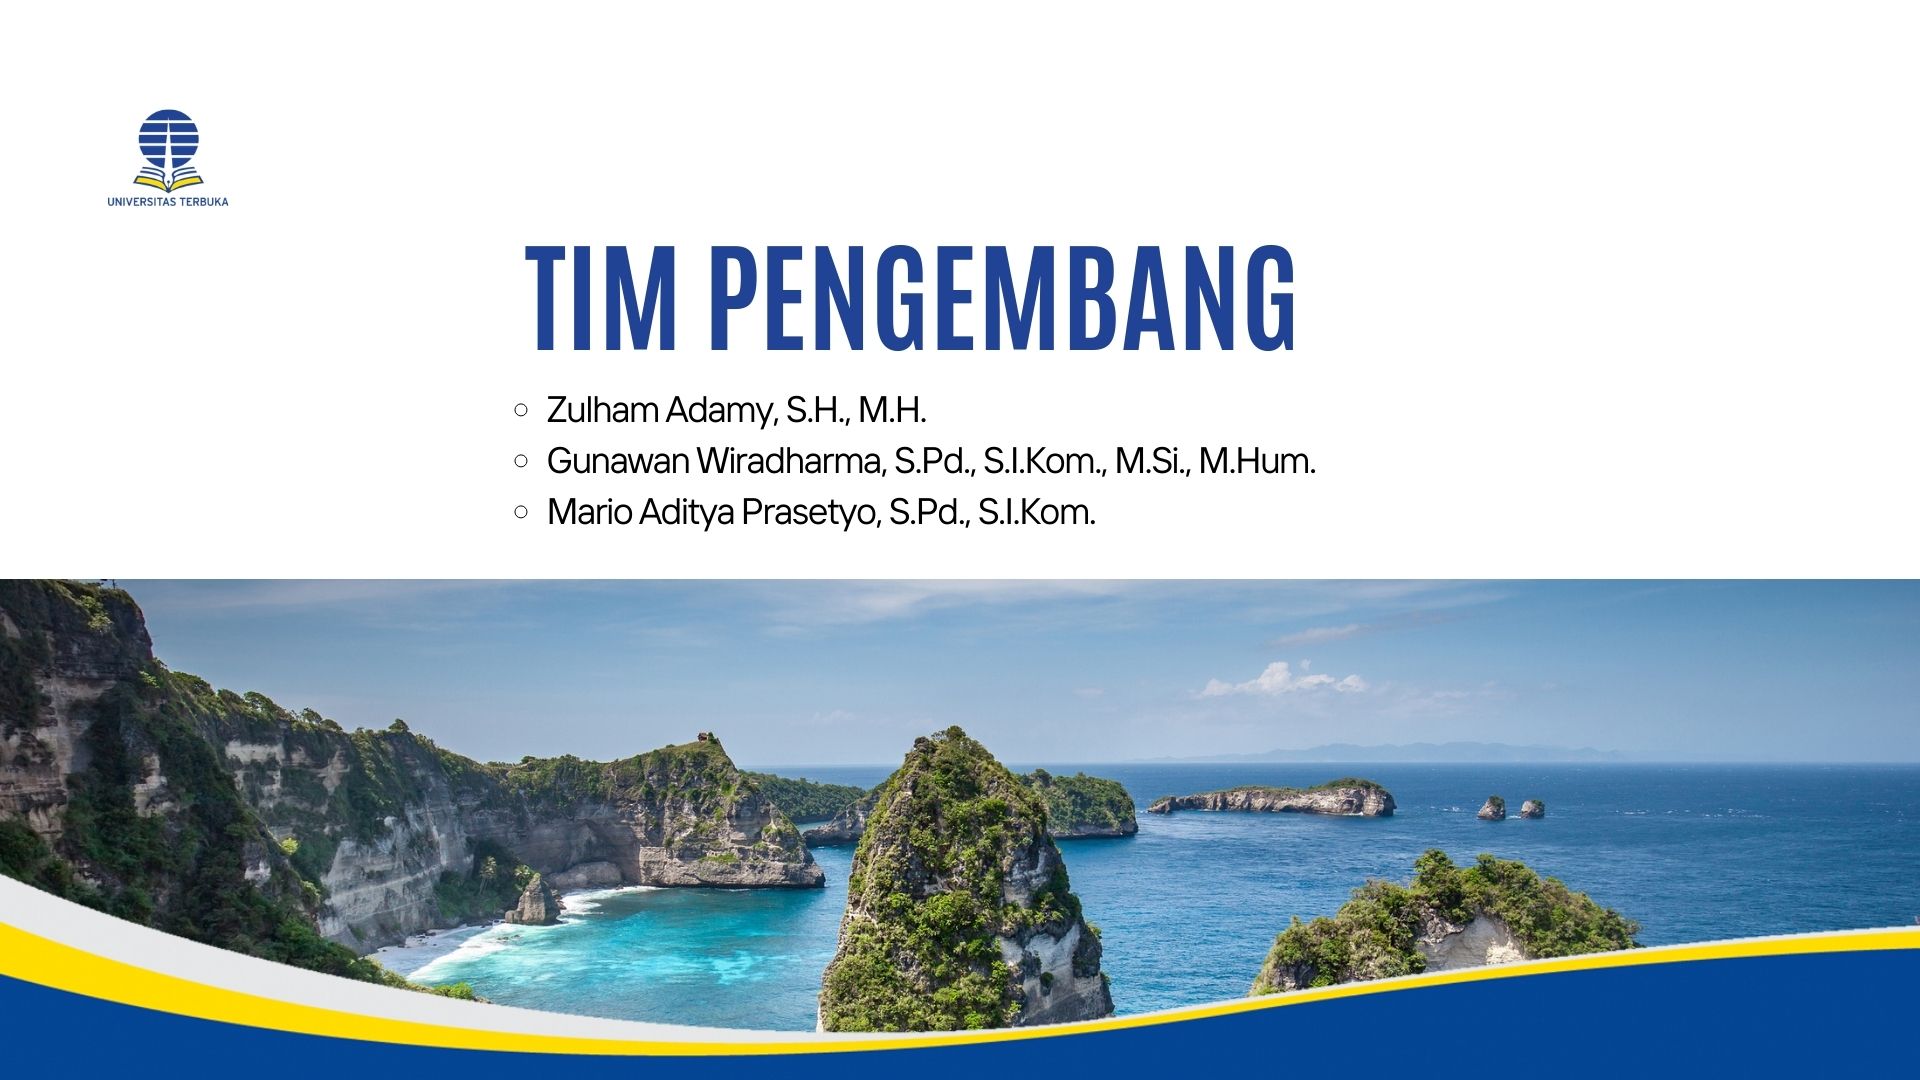 UNIVERSITAS TERBUKA
TIM PENGEMBANG
Zulham Adamy, S.H., M.H.
Gunawan Wiradharma, S.Pd., S.I.Kom., M.Si., M.Hum.
Mario Aditya Prasetyo, S.Pd., S.I.Kom.